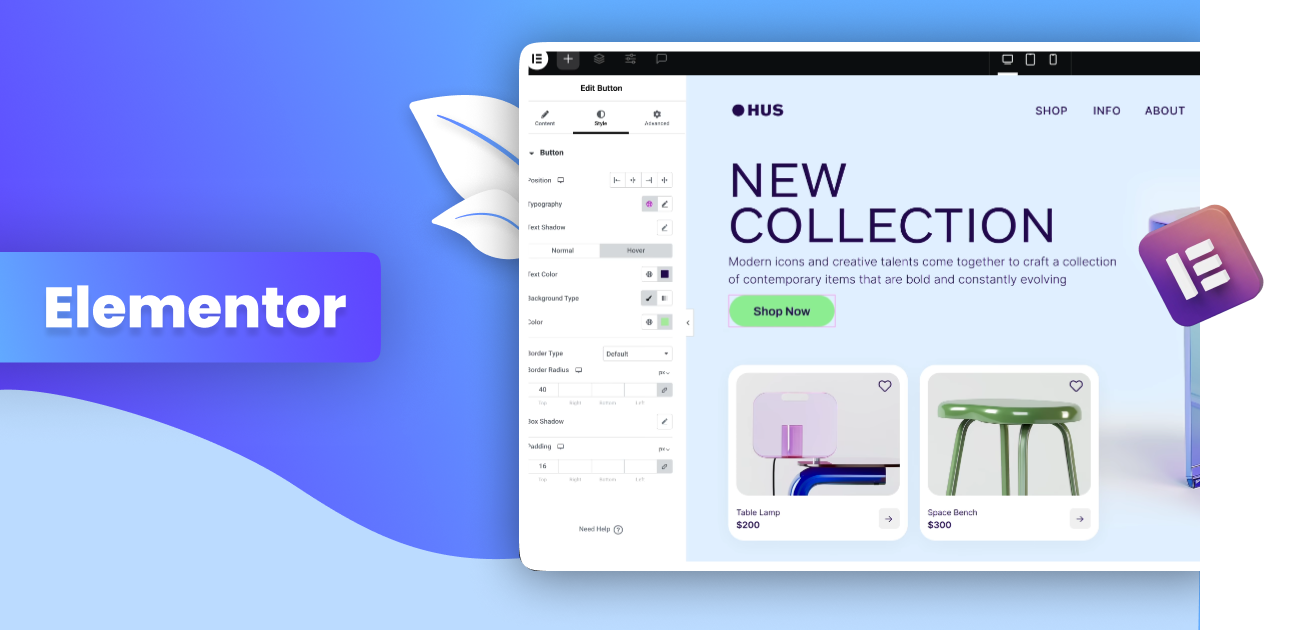 Elementor
Edit Button
Content
Style
Advanced
Button
Position
Typography
Text Shadow
Normal
Hover
Text Color
Background Type
Color
Border Type
Default
Border Radius
px
40
Top
Right
Bottom
Left
Box Shadow
Padding
px
16
Top
Right
Bottom
Left
Need Help
HUS
SHOP
INFO
ABOUT
NEW
COLLECTION
Modern icons and creative talents come together to craft a collection
of contemporary items that are bold and constantly evolving
Shop Now
Table Lamp
$200
Space Bench
$300